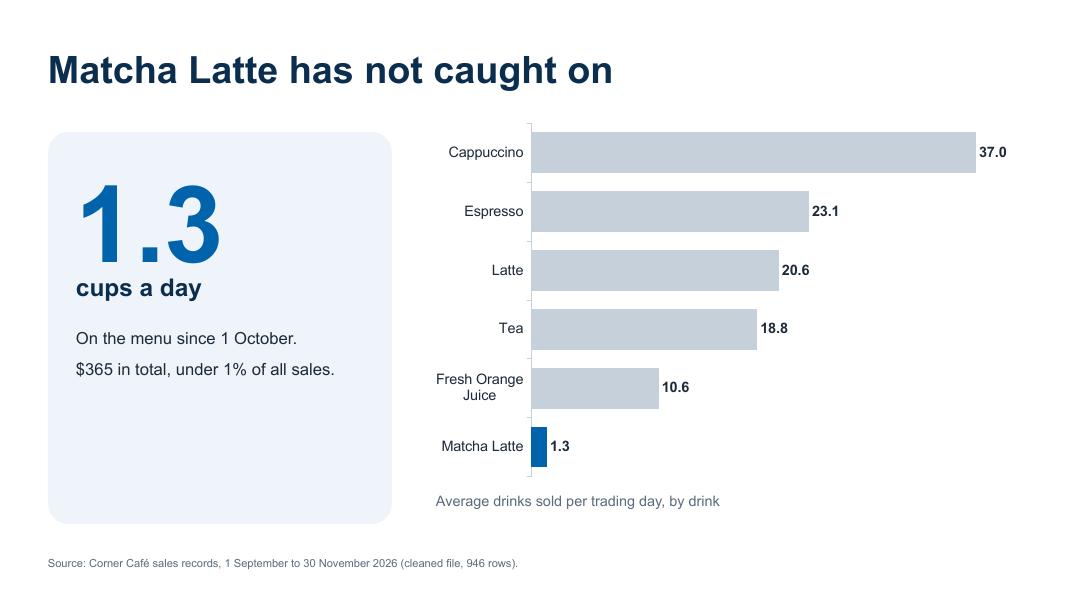 Matcha Latte has not caught on
1.3
cups a day
On the menu since 1 October.
$365 in total, under 1% of all sales.
Cappuccino 37.0
Espresso 23.1
Latte 20.6
Tea 18.8
Fresh Orange
Juice 10.6
Matcha Latte 1.3
Average drinks sold per trading day, by drink
Source: Corner Café sales records, 1 September to 30 November 2026 (cleaned file, 946 rows).